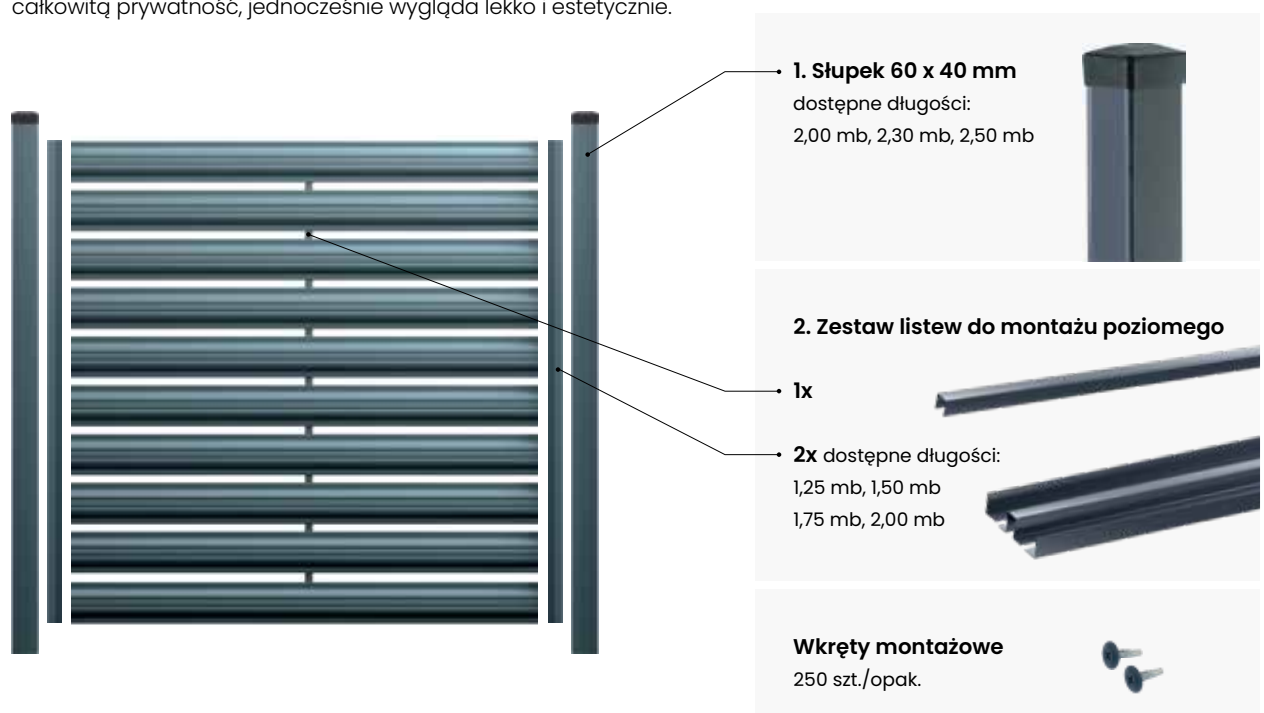 całkowitą prywatność, jednocześnie wygląda lekko i estetycznie.
1. Słupek 60 x 40 mm
dostępne długości:
2,00 mb, 2,30 mb, 2,50 mb
2. Zestaw listew do montażu poziomego
1x
2x dostępne długości:
1,25 mb, 1,50 mb
1,75 mb, 2,00 mb
Wkręty montażowe
250 szt./opak.